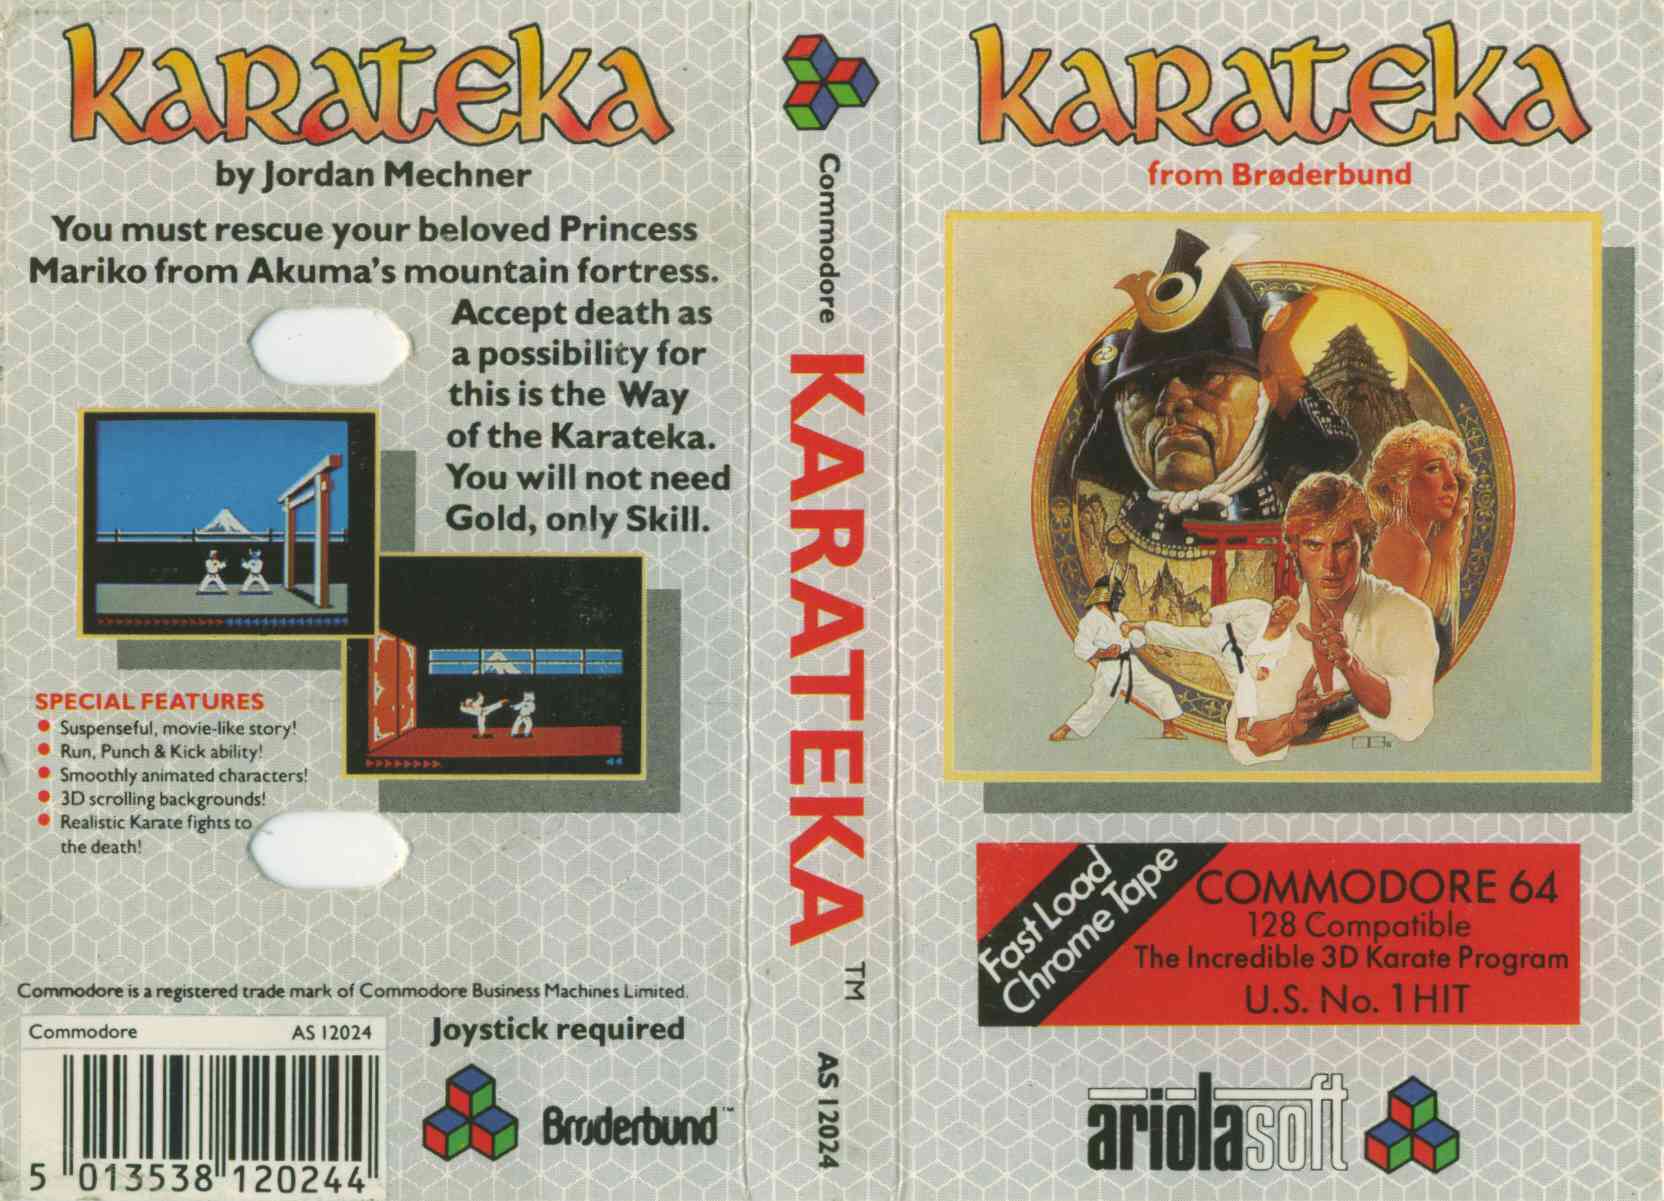 KARATEKA
by Jordan Mechner
You must rescue your beloved Princess
Mariko from Akuma's mountain fortress.
Accept death as
a possibility for
this is the Way
of the Karateka.
You will not need
Gold, only Skill.
SPECIAL FEATURES
● Suspenseful, movie-like story!
● Run, Punch & Kick ability!
● Smoothly animated characters!
● 3D scrolling backgrounds!
● Realistic Karate fights to
the death!
Commodore is a registered trade mark of Commodore Business Machines Limited.
Commodore AS 12024
5 013538 120244
Joystick required
Brøderbund™
Commodore
KARATEKA™
AS 12024
KARATEKA
from Brøderbund
Fast Load
Chrome Tape
COMMODORE 64
128 Compatible
The Incredible 3D Karate Program
U.S. No. 1 HIT
ariolasoft